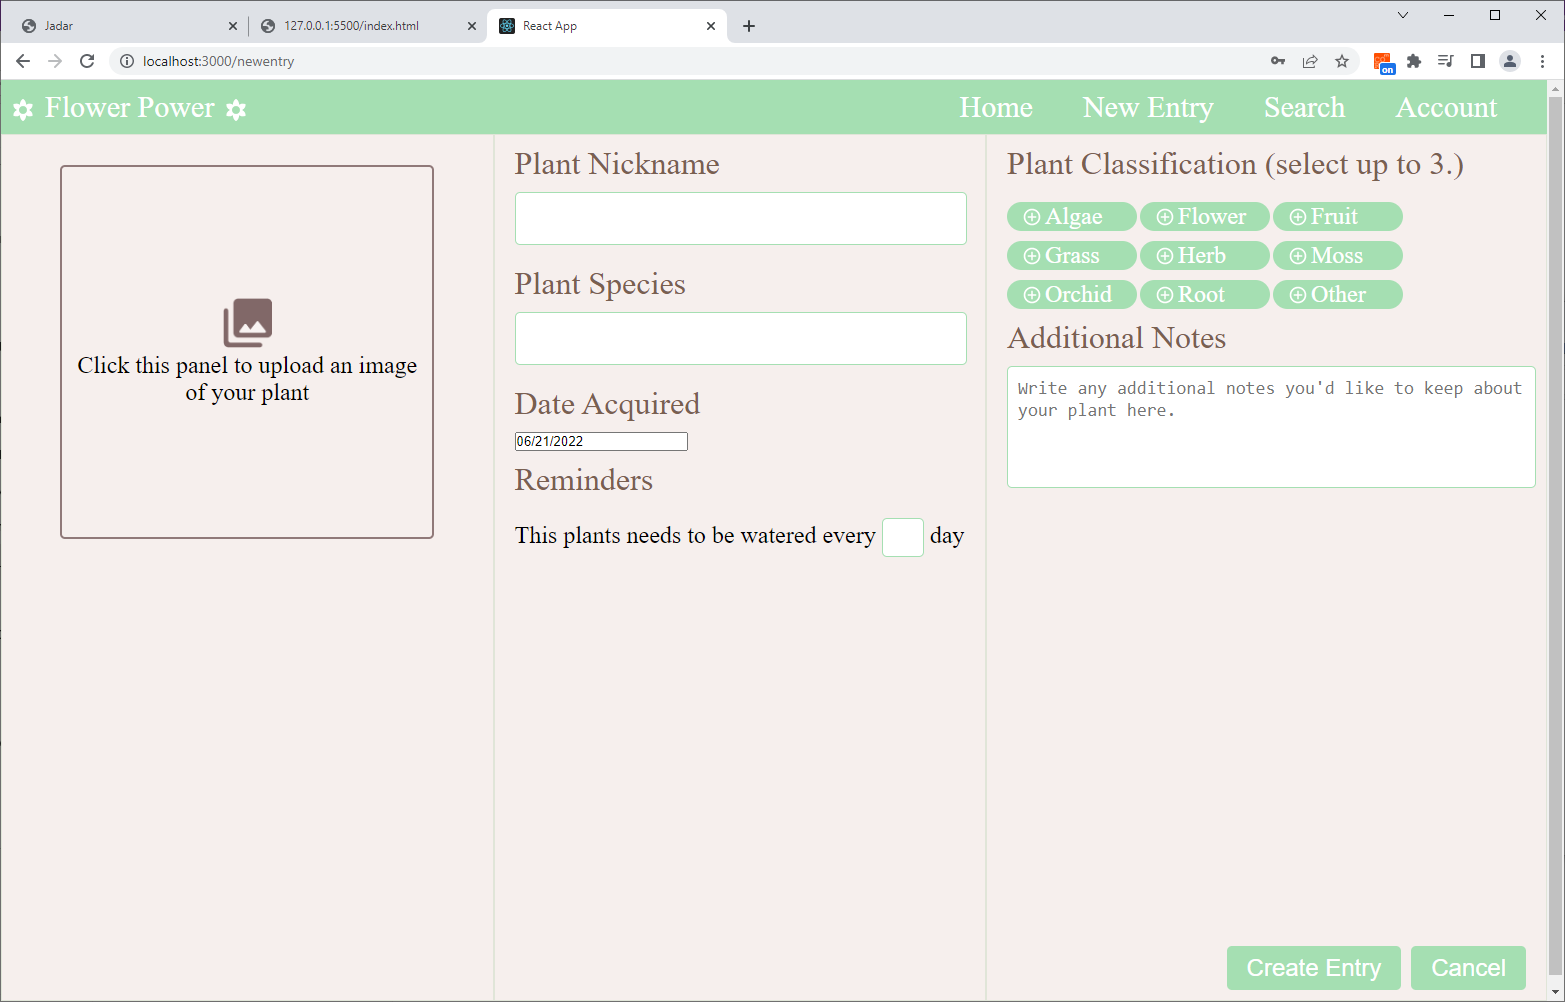 Jadar
127.0.0.1:5500/index.html
React App
localhost:3000/newentry
on
Flower Power
Home
New Entry
Search
Account
Click this panel to upload an image
of your plant
Plant Nickname
Plant Species
Date Acquired
06/21/2022
Reminders
This plants needs to be watered every
day
Plant Classification (select up to 3.)
Algae
Flower
Fruit
Grass
Herb
Moss
Orchid
Root
Other
Additional Notes
Write any additional notes you'd like to keep about
your plant here.
Create Entry
Cancel